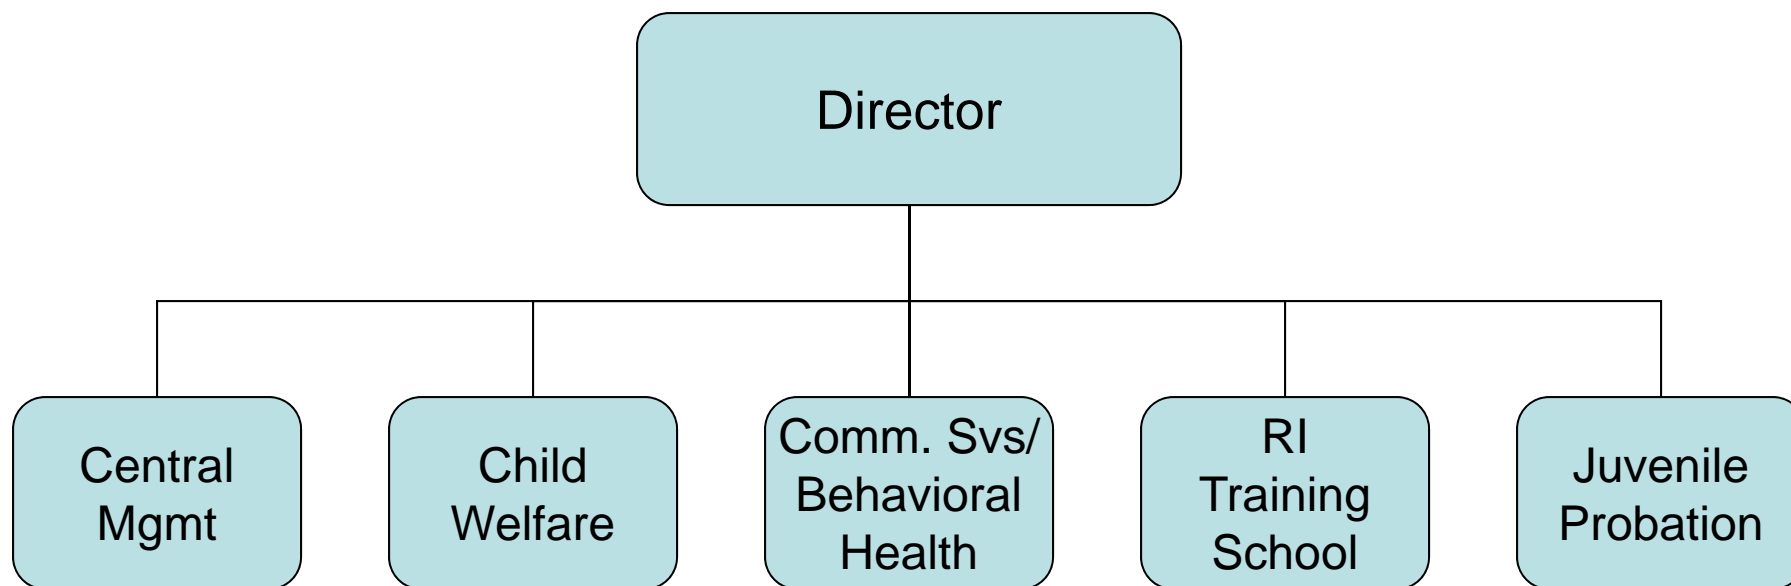 Director
Central
Mgmt
Child
Welfare
Comm. Svs/
Behavioral
Health
RI
Training
School
Juvenile
Probation